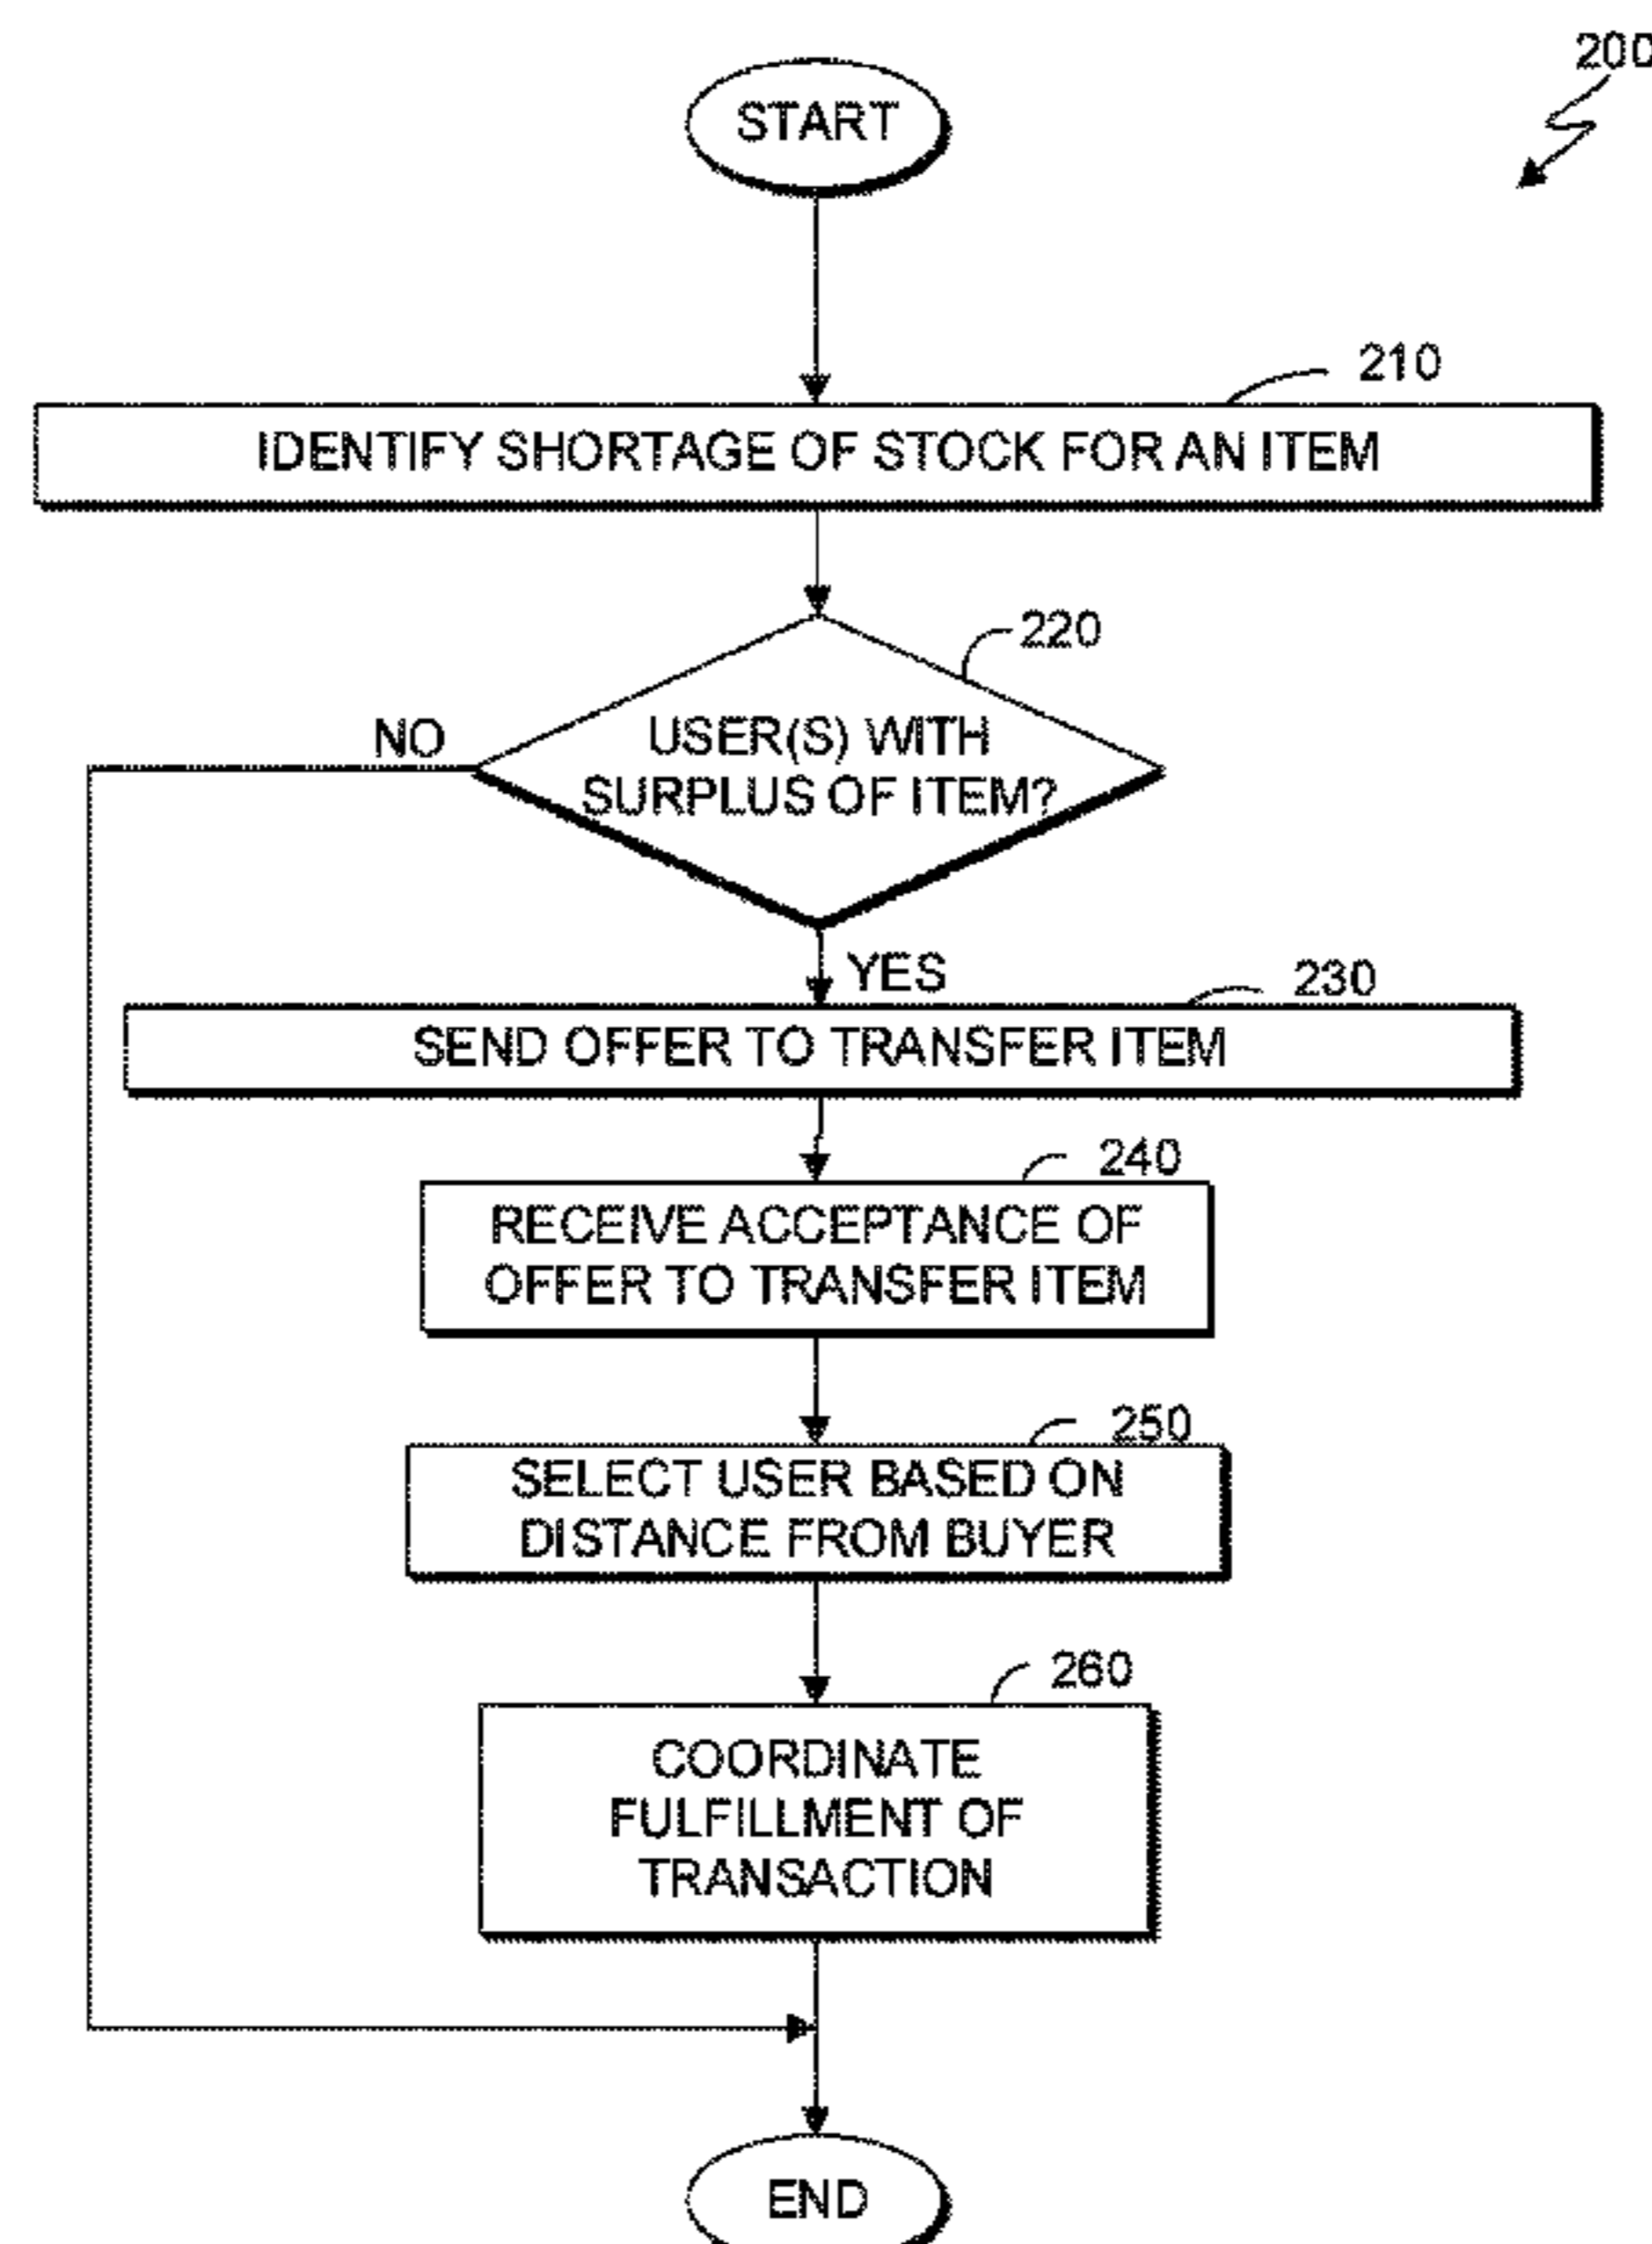 200
START
210
IDENTIFY SHORTAGE OF STOCK FOR AN ITEM
220
NO
USER(S) WITH
SURPLUS OF ITEM?
YES
230
SEND OFFER TO TRANSFER ITEM
240
RECEIVE ACCEPTANCE OF
OFFER TO TRANSFER ITEM
250
SELECT USER BASED ON
DISTANCE FROM BUYER
260
COORDINATE
FULFILLMENT OF
TRANSACTION
END